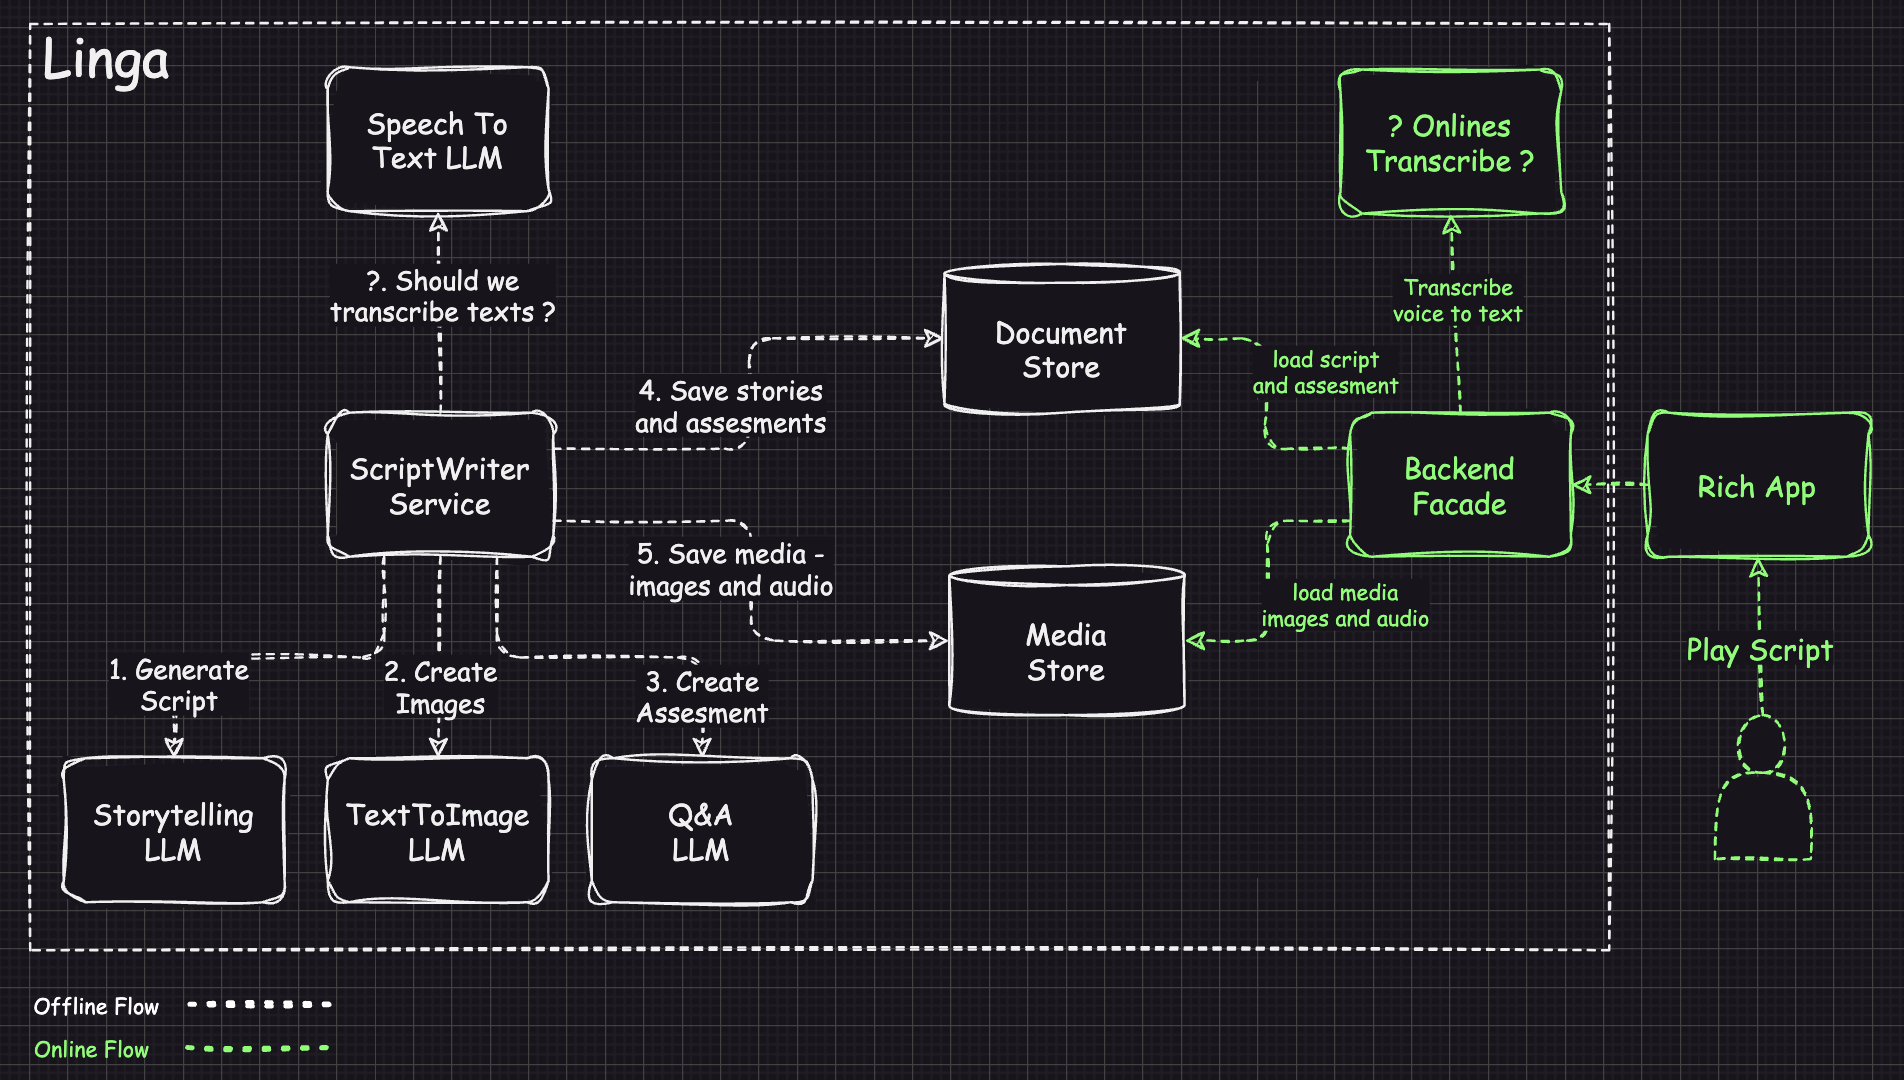 Linga
Speech To
Text LLM
? Onlines
Transcribe ?
?. Should we
transcribe texts ?
Transcribe
voice to text
Document
Store
load script
and assesment
4. Save stories
and assesments
ScriptWriter
Service
Backend
Facade
Rich App
5. Save media -
images and audio
load media
images and audio
Media
Store
Play Script
1. Generate
Script
2. Create
Images
3. Create
Assesment
Storytelling
LLM
TextToImage
LLM
Q&A
LLM
Offline Flow
Online Flow